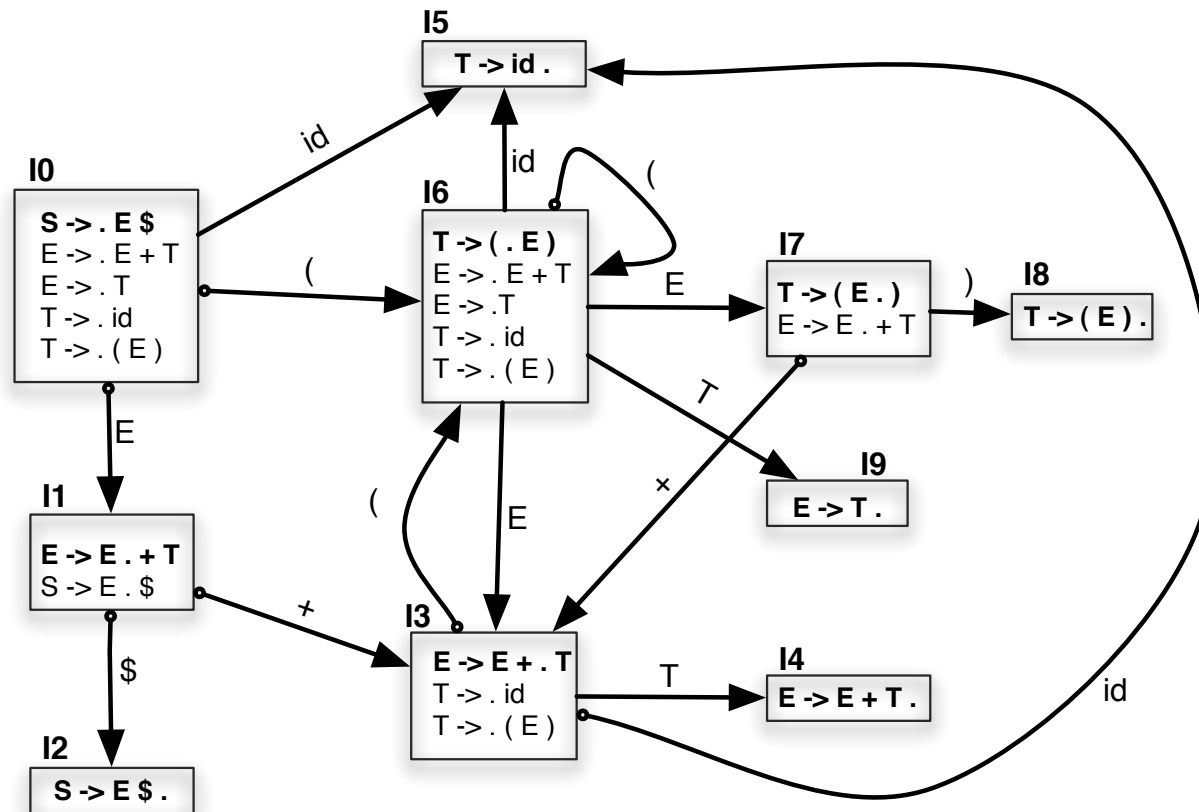 I5
T -> id .
id
id
I0
S -> . E $
E -> . E + T
E -> . T
T -> . id
T -> . ( E )
(
I6
T -> ( . E )
E -> . E + T
E -> .T
T -> . id
T -> . ( E )
(
E
I7
T -> ( E . )
E -> E . + T
)
I8
T -> ( E ) .
T
I9
E -> T .
+
E
I1
E -> E . + T
S -> E . $
+
(
E
I3
E -> E + . T
T -> . id
T -> . ( E )
T
I4
E -> E + T .
id
$
I2
S -> E $ .